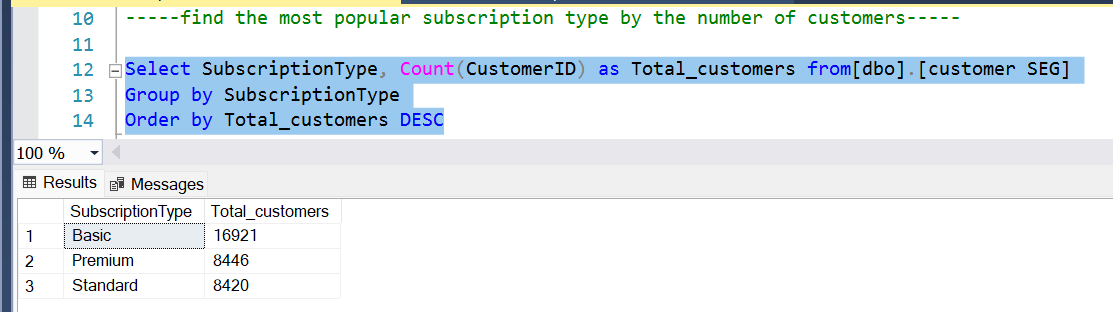 10 -----find the most popular subscription type by the number of customers-----
11
12 Select SubscriptionType, Count(CustomerID) as Total_customers from[dbo].[customer SEG]
13 Group by SubscriptionType
14 Order by Total_customers DESC
100 %
Results Messages
SubscriptionType Total_customers
1 Basic 16921
2 Premium 8446
3 Standard 8420